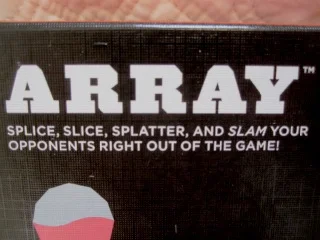 ARRAY™
SPLICE, SLICE, SPLATTER, AND SLAM YOUR
OPPONENTS RIGHT OUT OF THE GAME!